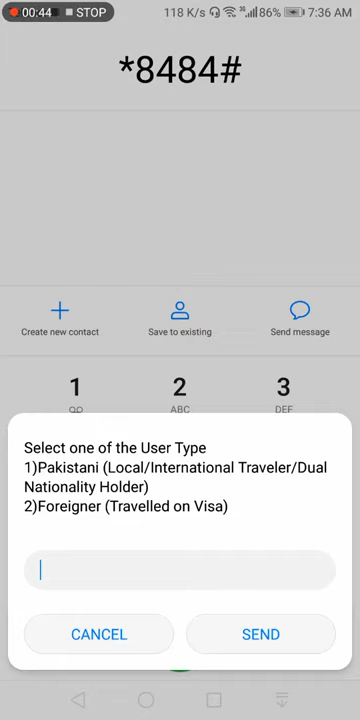 00:44 STOP 118 K/s 3G 86% 7:36 AM
*8484#
Create new contact Save to existing Send message
1 2 3
ABC DEF
Select one of the User Type
1)Pakistani (Local/International Traveler/Dual
Nationality Holder)
2)Foreigner (Travelled on Visa)
CANCEL SEND